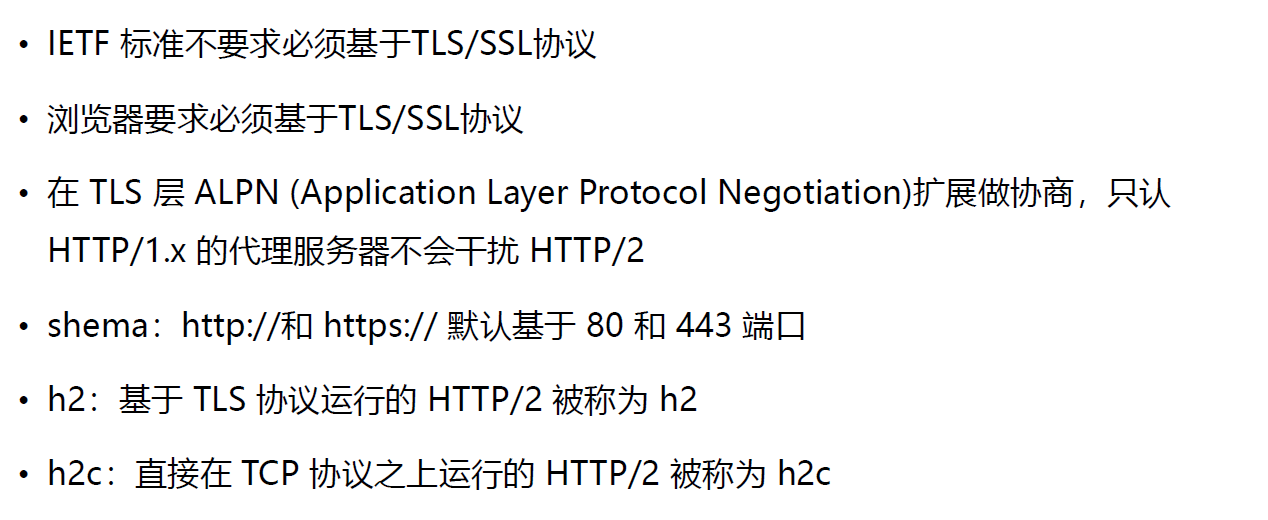 • IETF 标准不要求必须基于TLS/SSL协议
• 浏览器要求必须基于TLS/SSL协议
• 在 TLS 层 ALPN (Application Layer Protocol Negotiation)扩展做协商，只认
HTTP/1.x 的代理服务器不会干扰 HTTP/2
• shema：http://和 https:// 默认基于 80 和 443 端口
• h2：基于 TLS 协议运行的 HTTP/2 被称为 h2
• h2c：直接在 TCP 协议之上运行的 HTTP/2 被称为 h2c